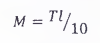 M = Tl/10